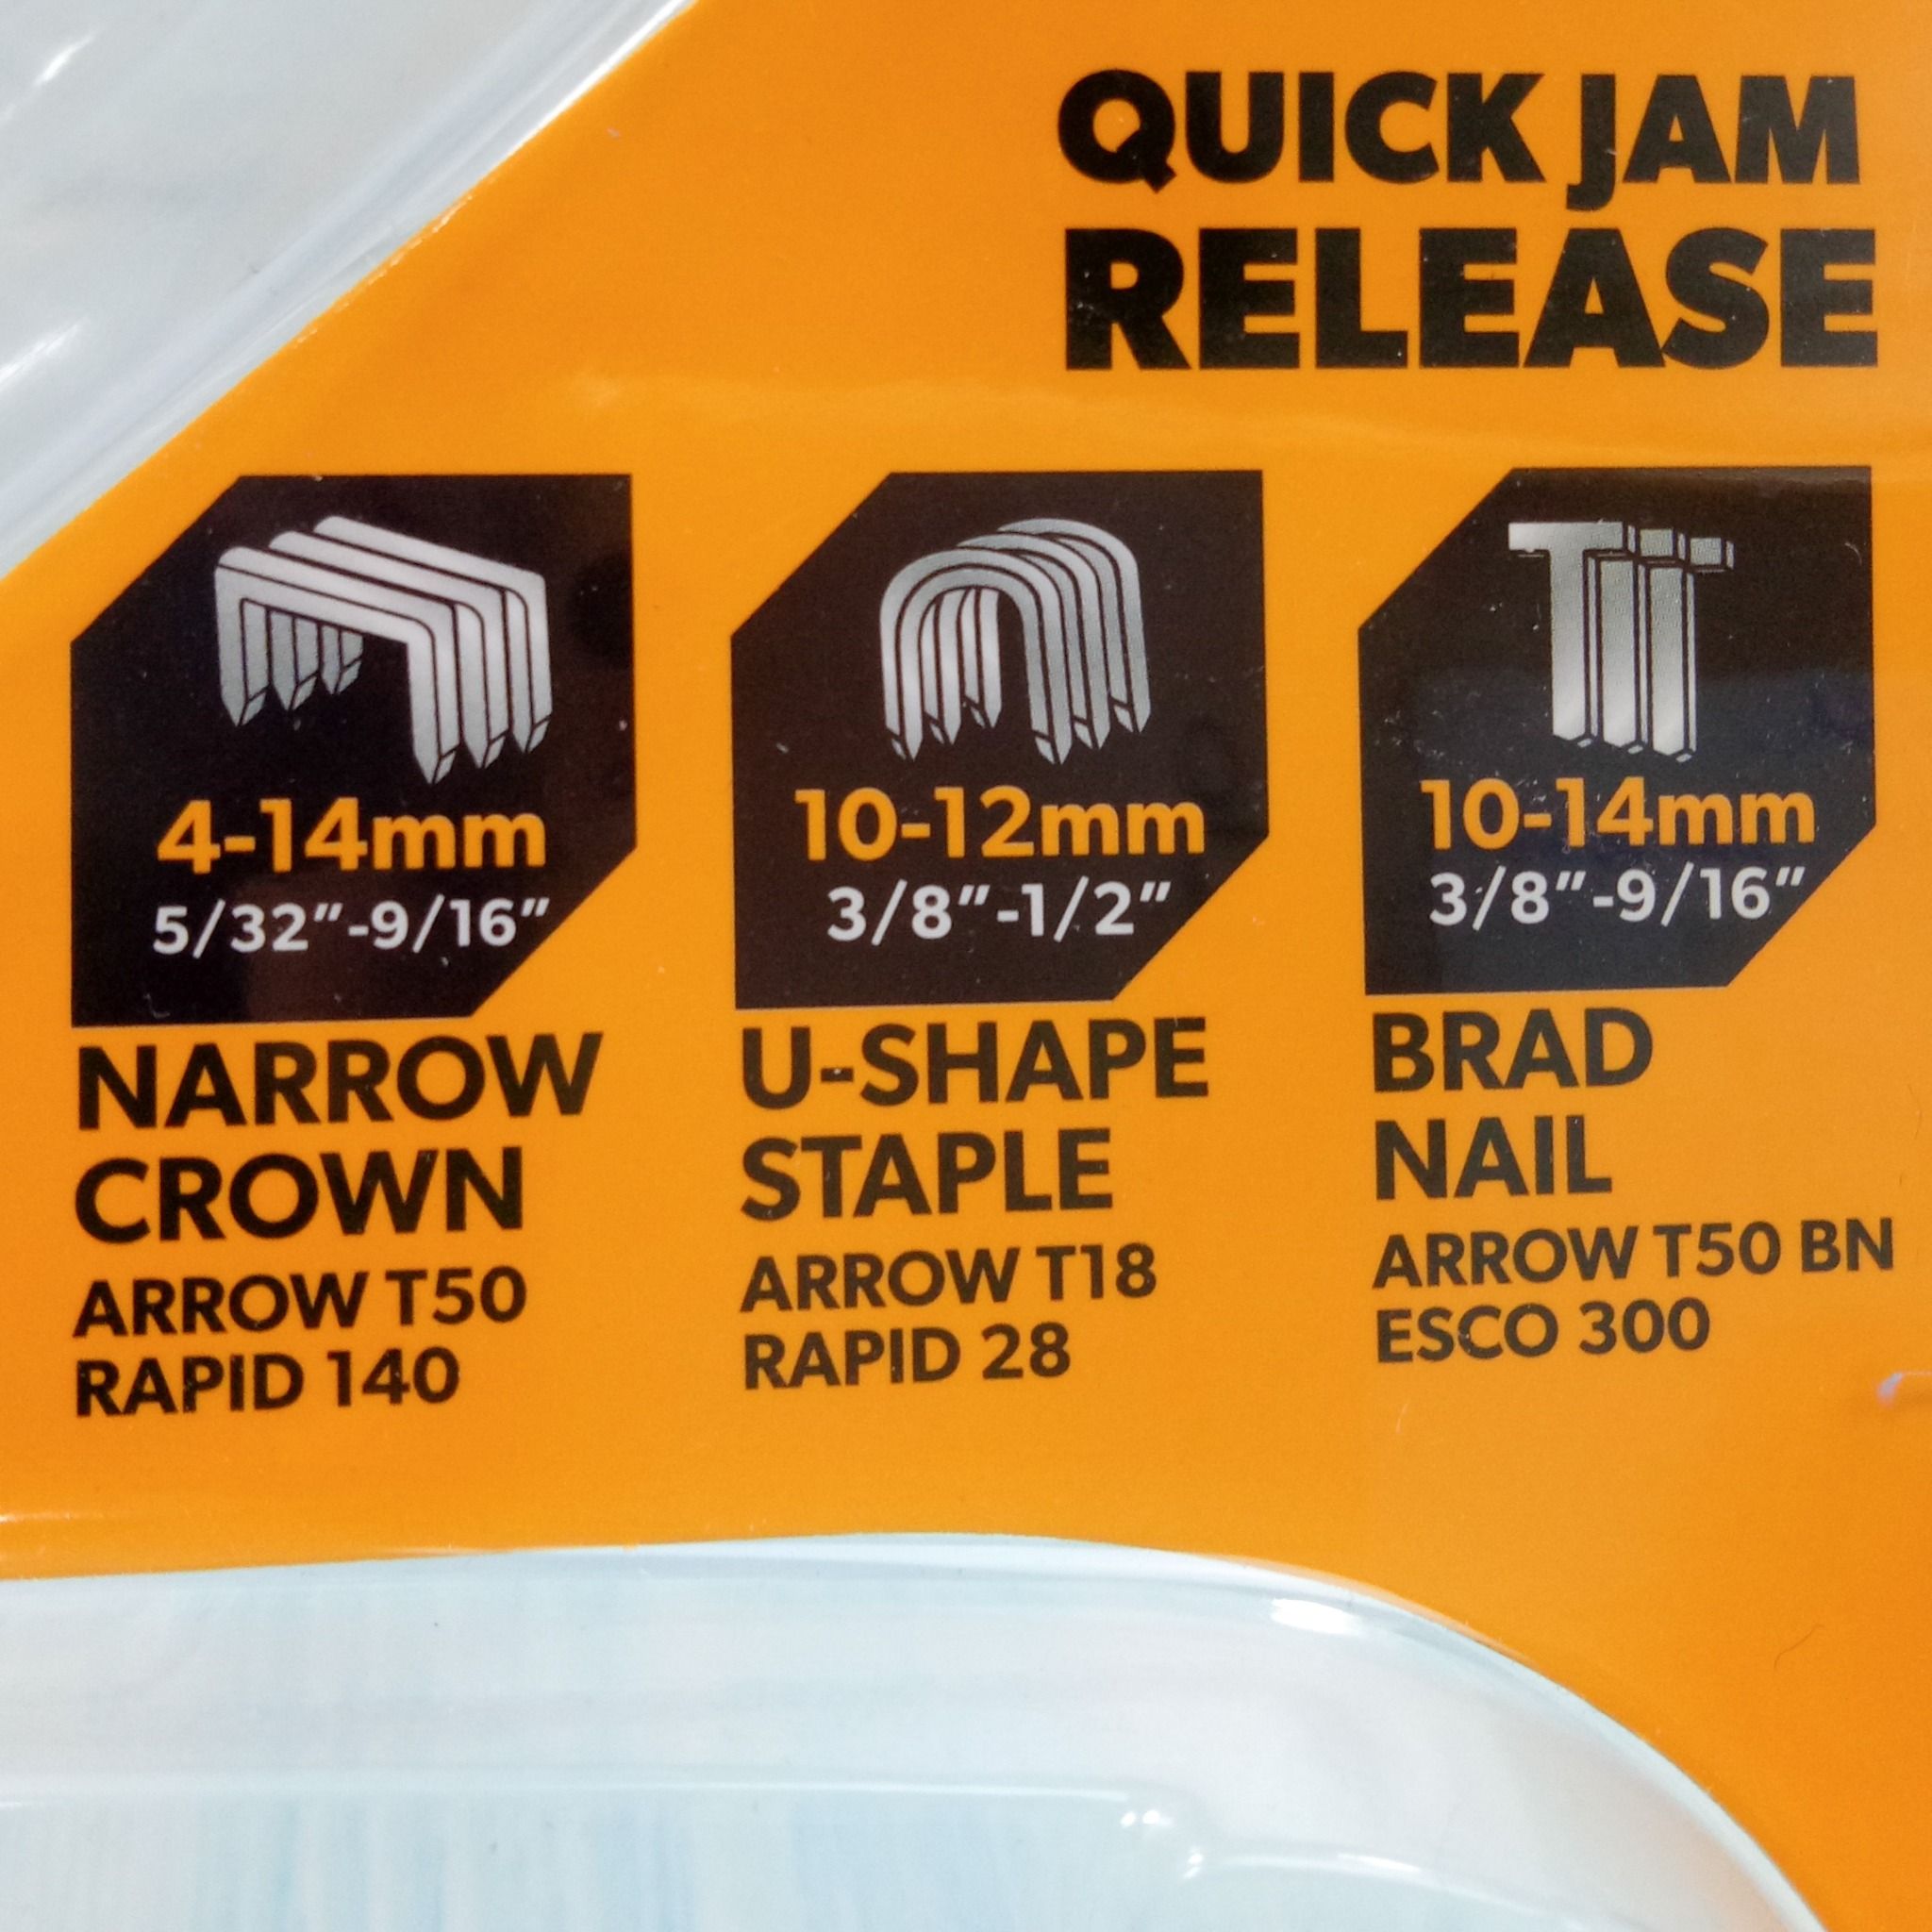 QUICK JAM
RELEASE
4-14mm
5/32"-9/16"
NARROW
CROWN
ARROW T50
RAPID 140
10-12mm
3/8"-1/2"
U-SHAPE
STAPLE
ARROW T18
RAPID 28
10-14mm
3/8"-9/16"
BRAD
NAIL
ARROW T50 BN
ESCO 300